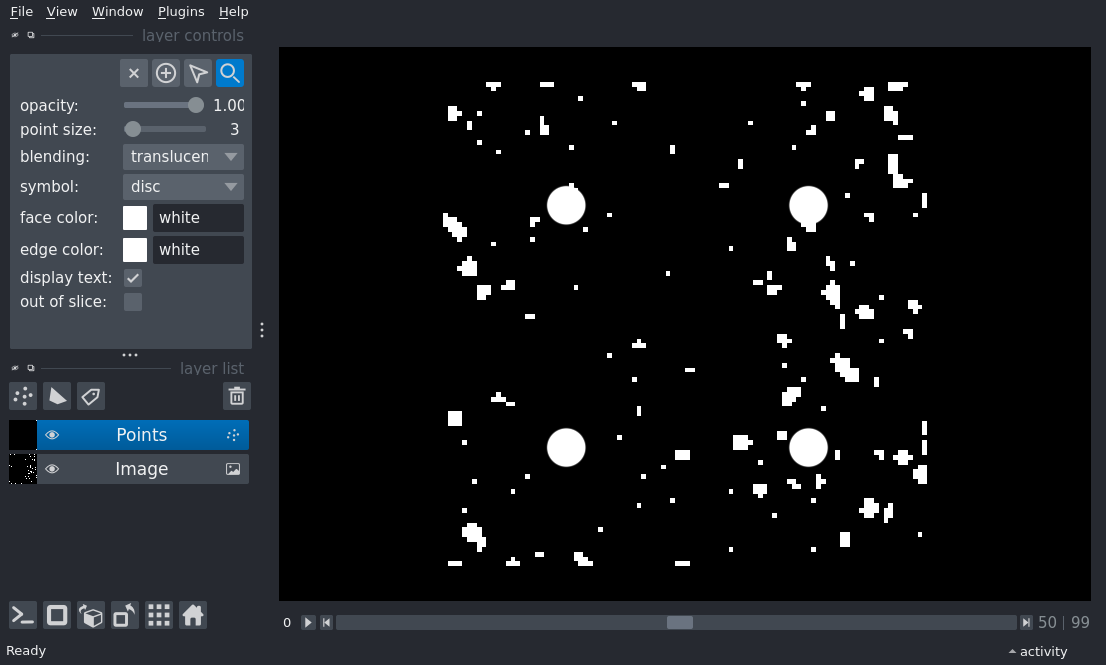 File View Window Plugins Help
layer controls
opacity: 1.00
point size: 3
blending: translucen
symbol: disc
face color: white
edge color: white
display text:
out of slice:
layer list
Points
Image
0 50 | 99
Ready
activity